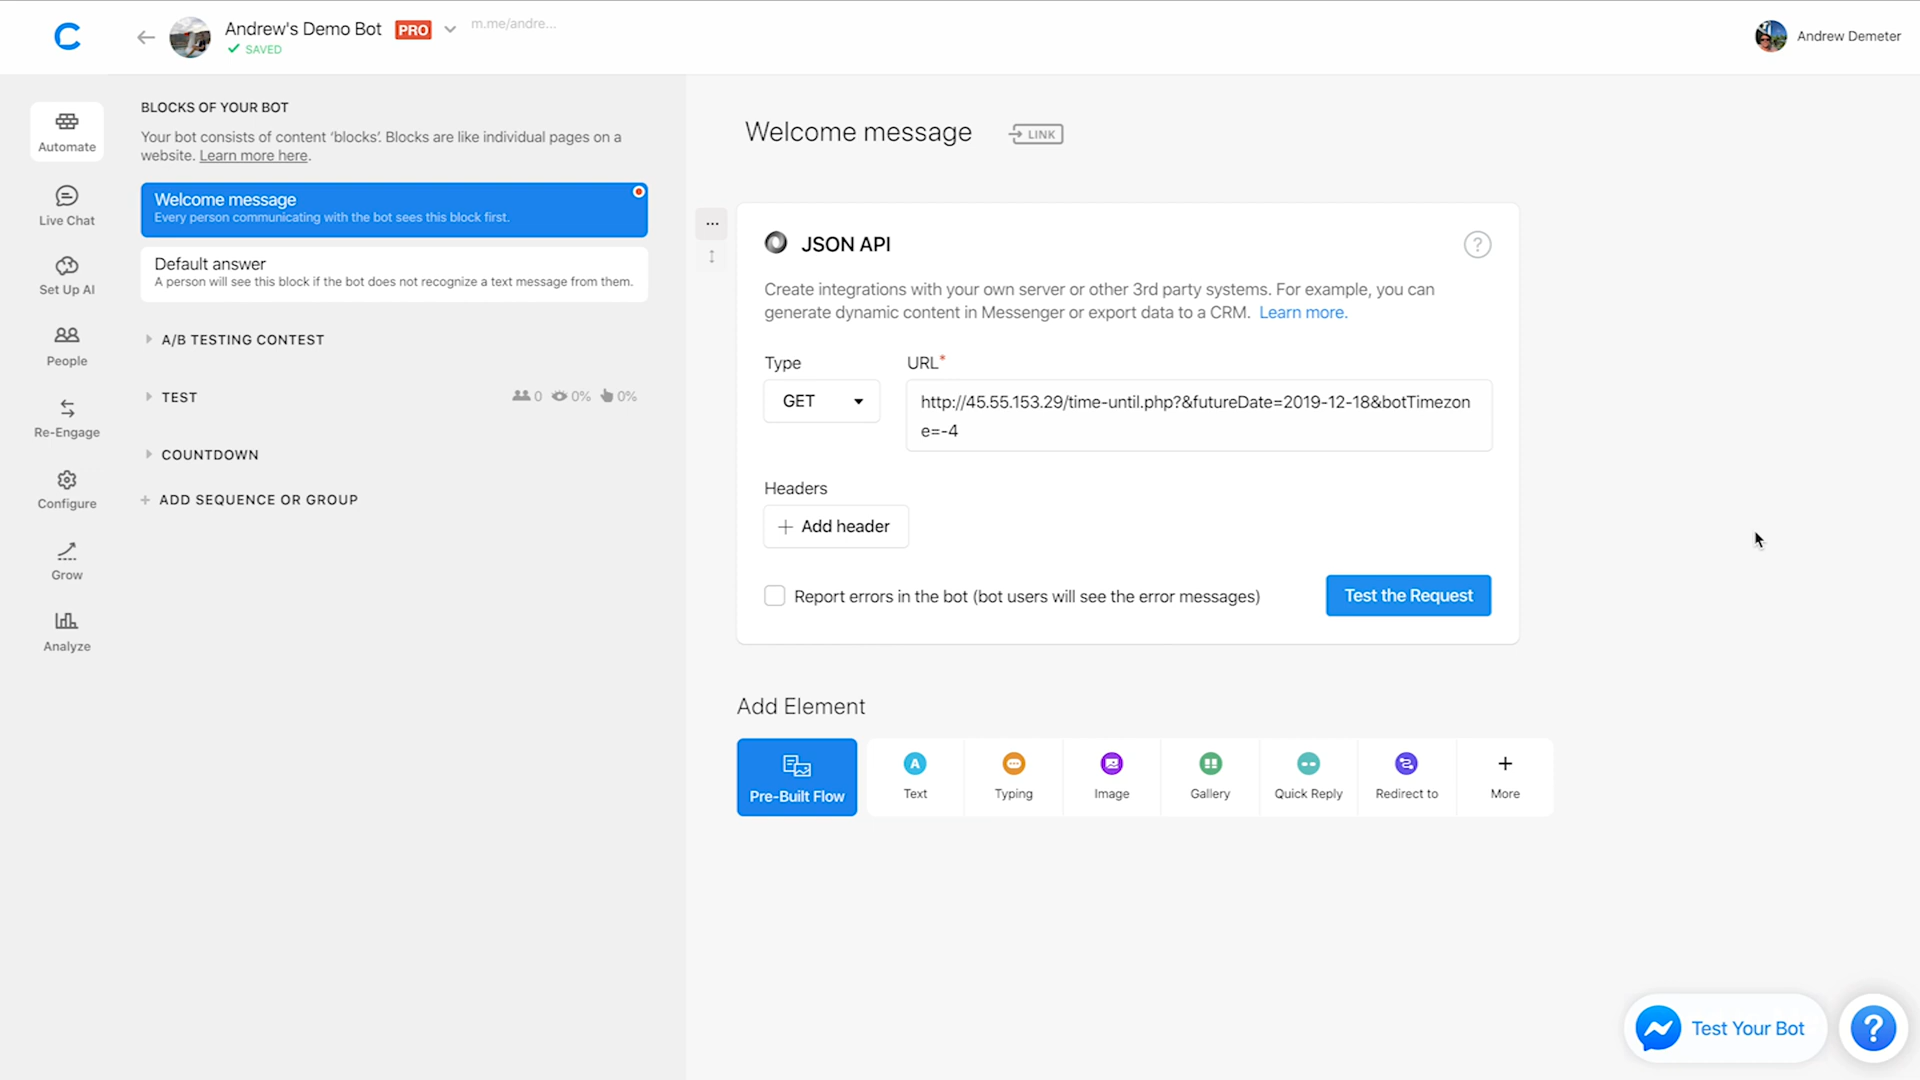 Andrew's Demo Bot PRO m.me/andre...
SAVED
Andrew Demeter
Automate
Live Chat
Set Up AI
People
Re-Engage
Configure
Grow
Analyze
BLOCKS OF YOUR BOT
Your bot consists of content ‘blocks’. Blocks are like individual pages on a
website. Learn more here.
Welcome message
Every person communicating with the bot sees this block first.
Default answer
A person will see this block if the bot does not recognize a text message from them.
A/B TESTING CONTEST
TEST 0 0% 0%
COUNTDOWN
+ ADD SEQUENCE OR GROUP
Welcome message LINK
...
JSON API ?
Create integrations with your own server or other 3rd party systems. For example, you can
generate dynamic content in Messenger or export data to a CRM. Learn more.
Type URL*
GET http://45.55.153.29/time-until.php?&futureDate=2019-12-18&botTimezon
e=-4
Headers
+ Add header
Report errors in the bot (bot users will see the error messages) Test the Request
Add Element
Pre-Built Flow
A
Text
Typing
Image
Gallery
Quick Reply
Redirect to
+
More
Test Your Bot ?